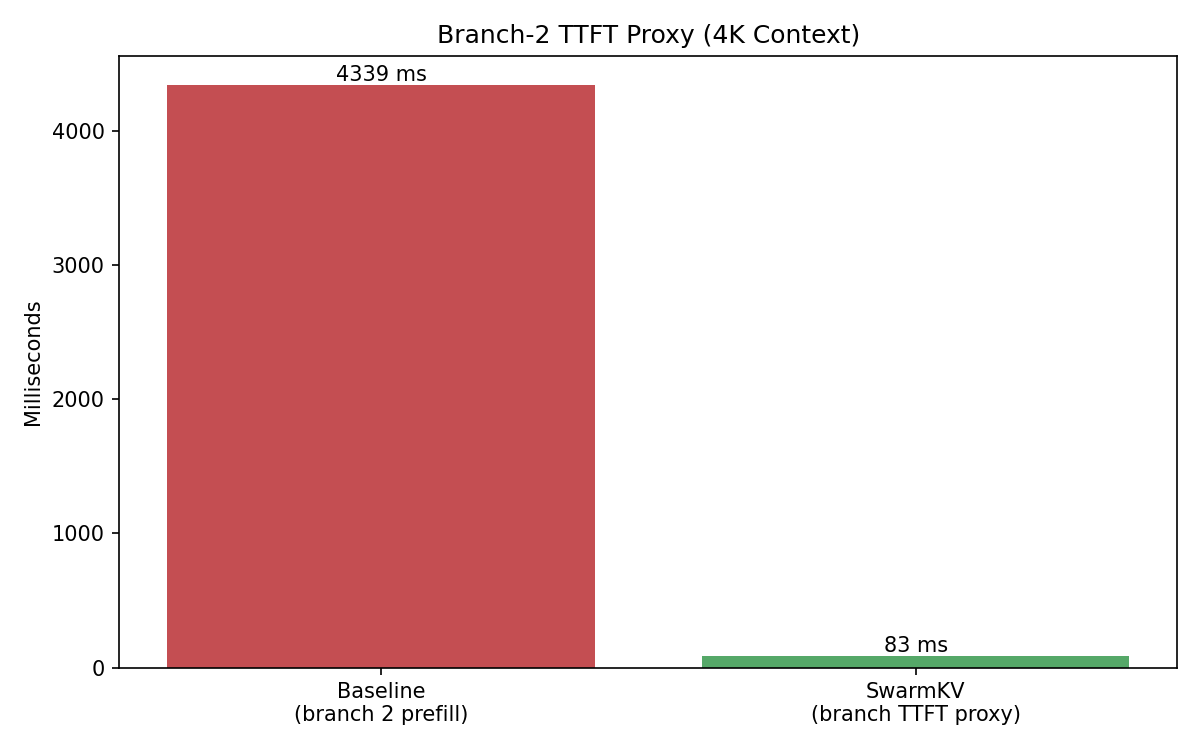 Branch-2 TTFT Proxy (4K Context)
4339 ms
4000
3000
2000
1000
0
Milliseconds
83 ms
Baseline
(branch 2 prefill)
SwarmKV
(branch TTFT proxy)